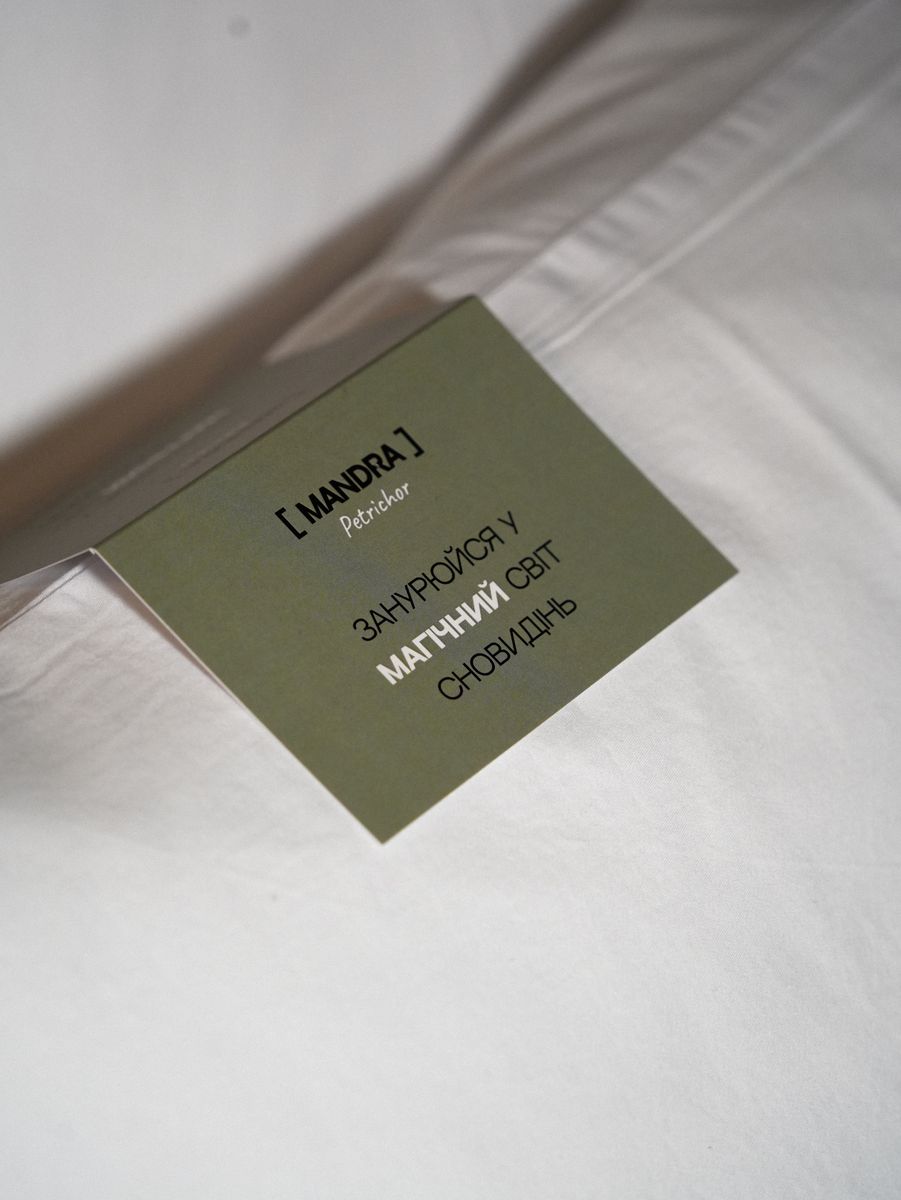 [ MANDRA ]
Petrichor
ЗАНУРЮЙСЯ У
МАГІЧНИЙ СВІТ
СНОВИДІНЬ